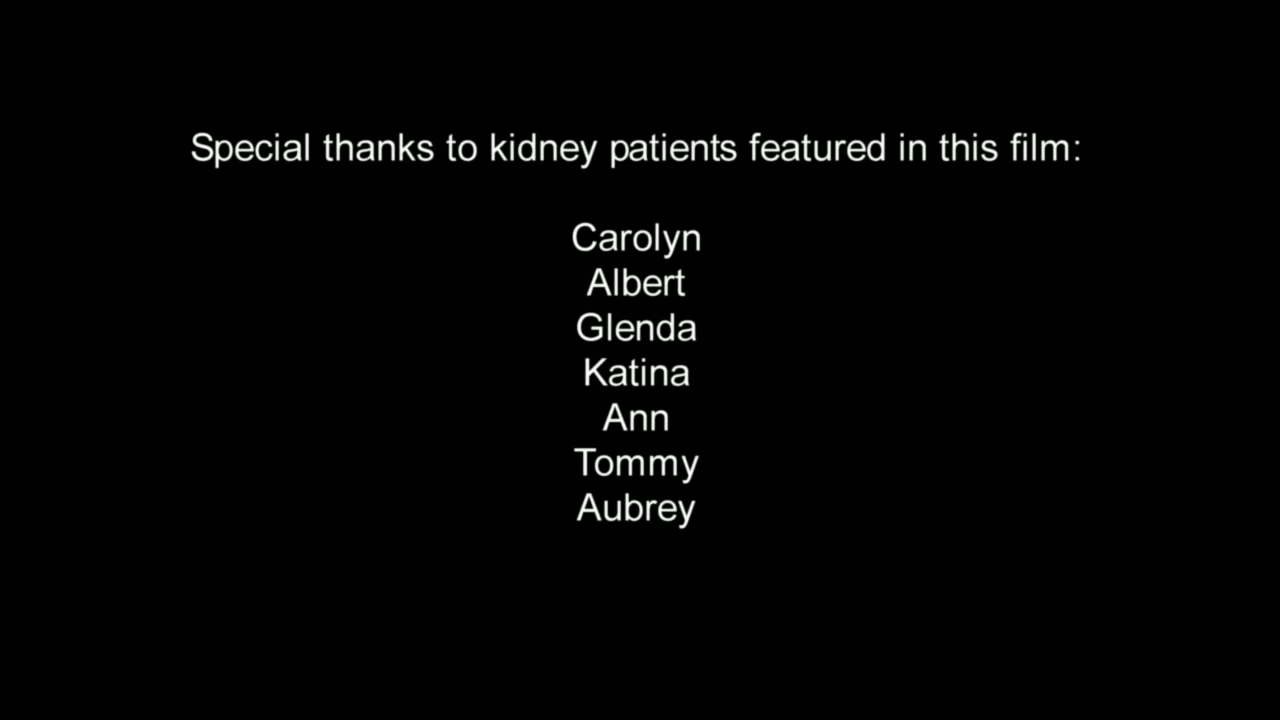 Special thanks to kidney patients featured in this film:
Carolyn
Albert
Glenda
Katina
Ann
Tommy
Aubrey